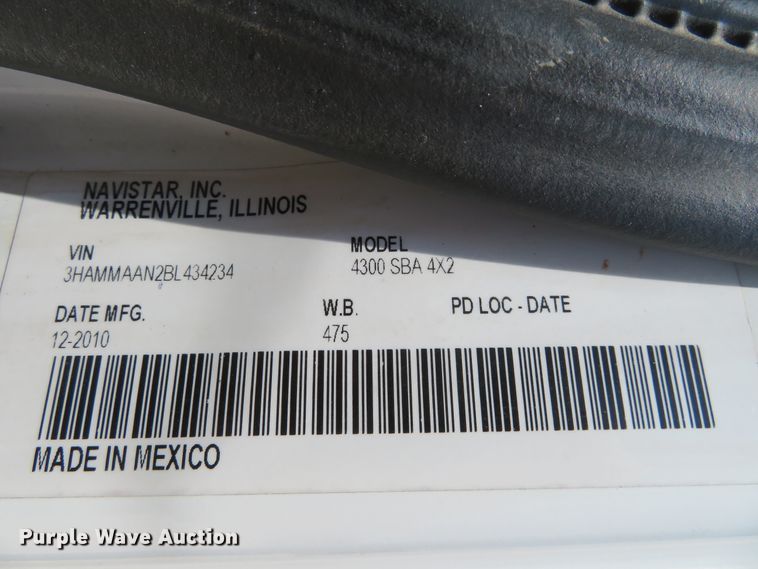 NAVISTAR, INC.
WARRENVILLE, ILLINOIS
VIN MODEL
3HAMMAAN2BL434234 4300 SBA 4X2
DATE MFG. W.B. PD LOC - DATE
12-2010 475
MADE IN MEXICO
Purple Wave Auction